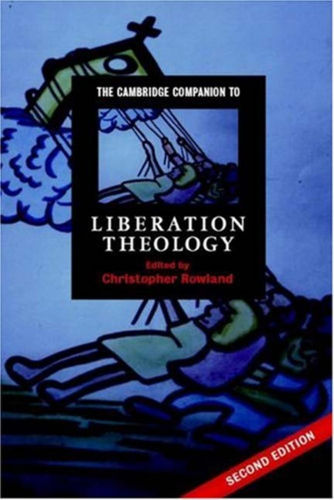 THE CAMBRIDGE COMPANION TO
LIBERATION
THEOLOGY
Edited by
Christopher Rowland
SECOND EDITION